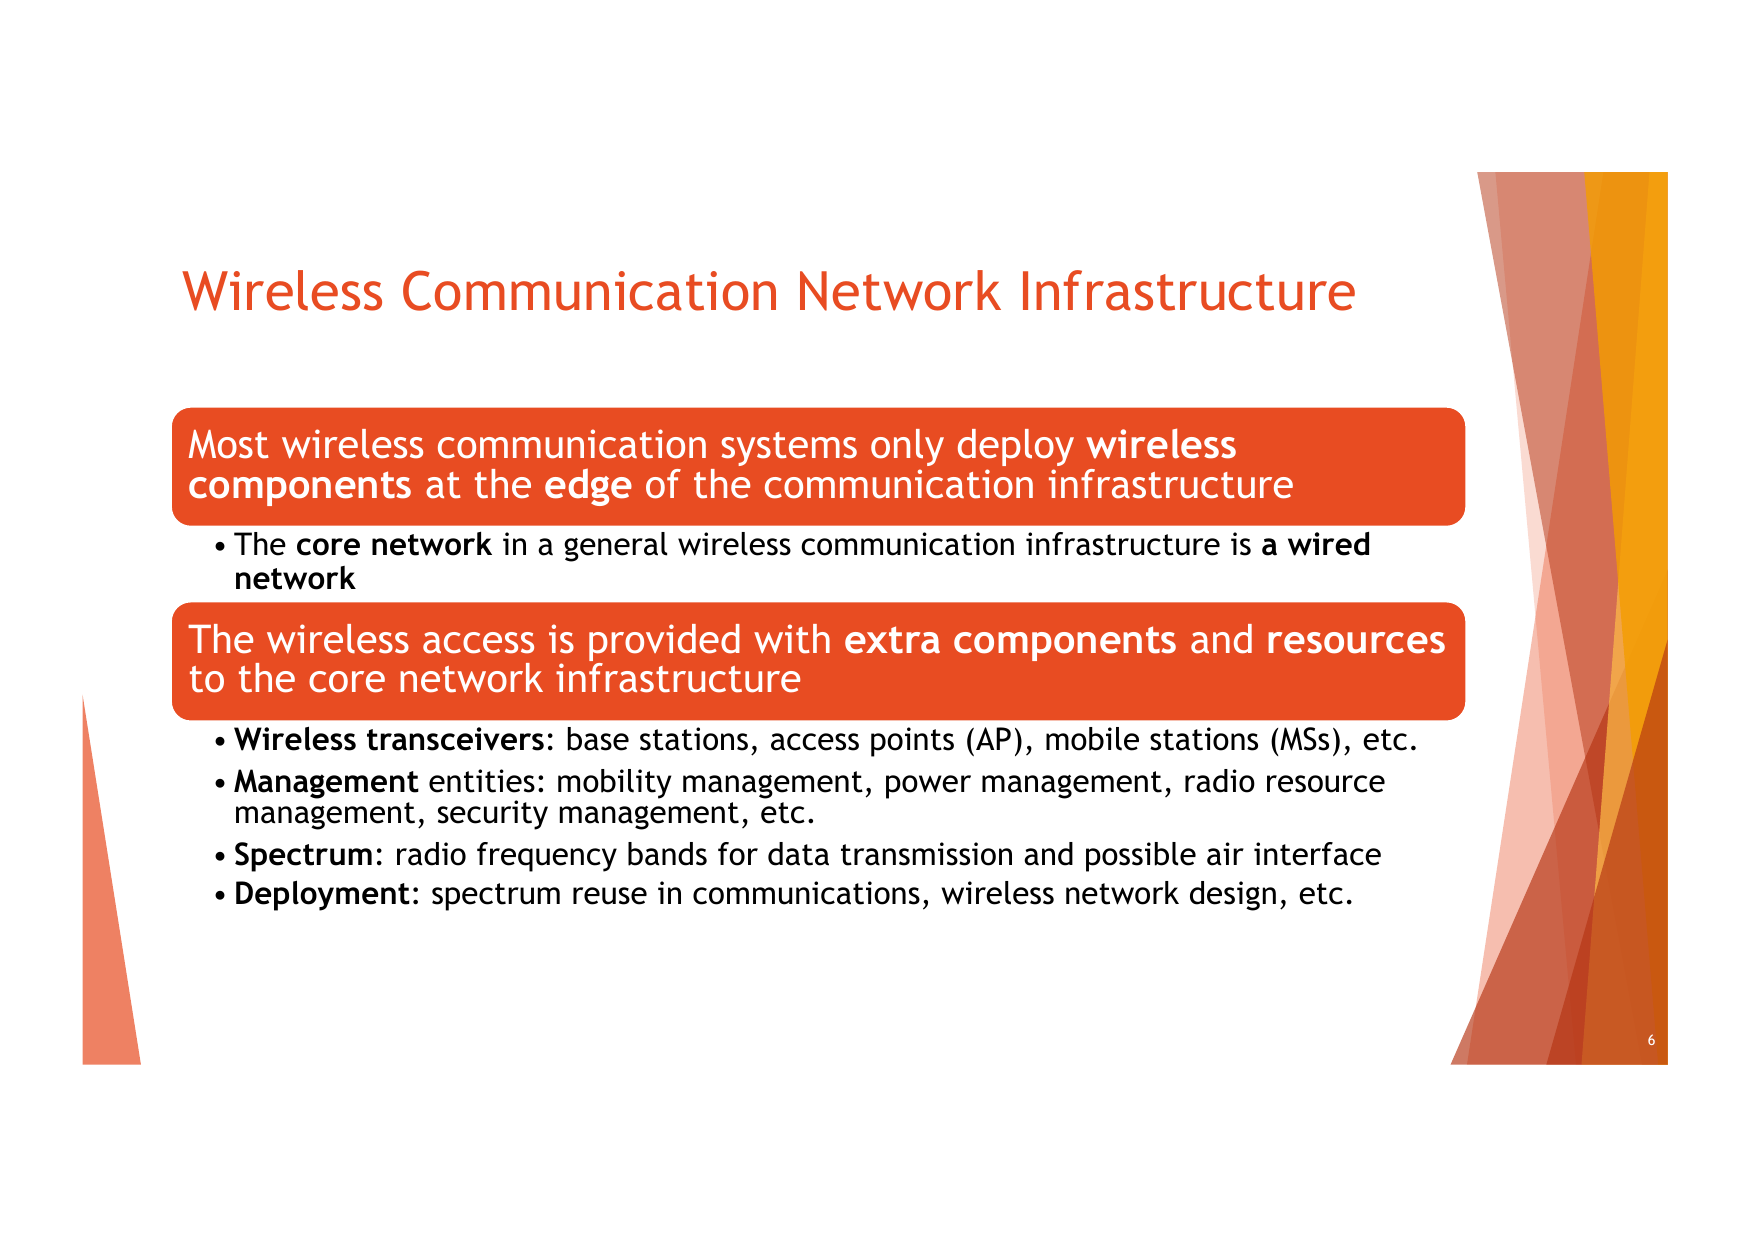 Wireless Communication Network Infrastructure
Most wireless communication systems only deploy wireless
components at the edge of the communication infrastructure
• The core network in a general wireless communication infrastructure is a wired
network
The wireless access is provided with extra components and resources
to the core network infrastructure
• Wireless transceivers: base stations, access points (AP), mobile stations (MSs), etc.
• Management entities: mobility management, power management, radio resource
management, security management, etc.
• Spectrum: radio frequency bands for data transmission and possible air interface
• Deployment: spectrum reuse in communications, wireless network design, etc.
6